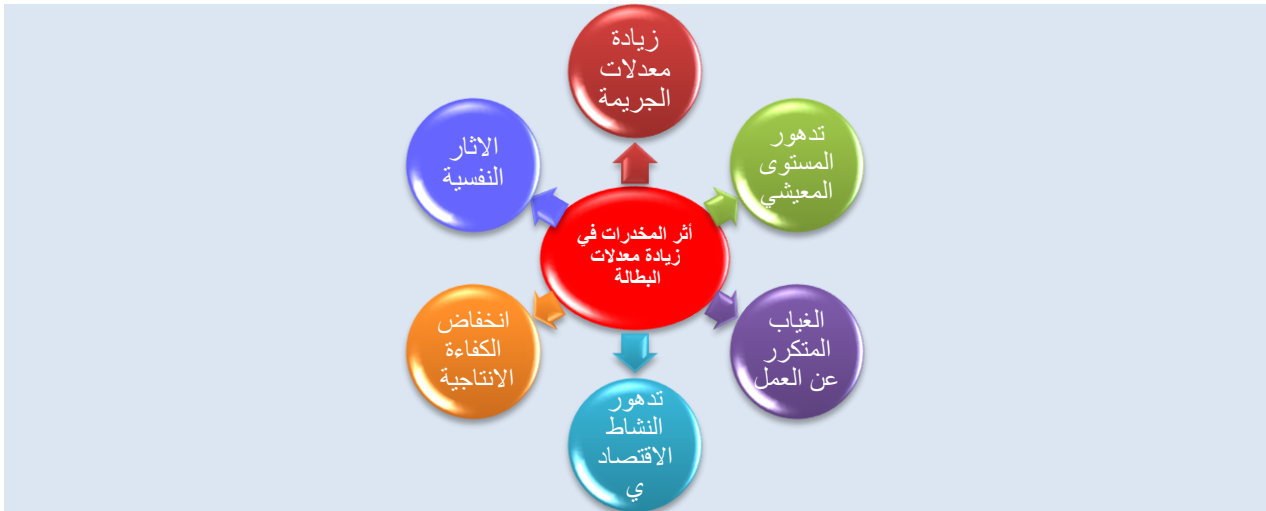 زيادة
معدلات
الجريمة
تدهور
المستوى
المعيشي
الغياب
المتكرر
عن العمل
تدهور
النشاط
الاقتصاد
ي
انخفاض
الكفاءة
الانتاجية
الاثار
النفسية
أثر المخدرات في
زيادة معدلات
البطالة